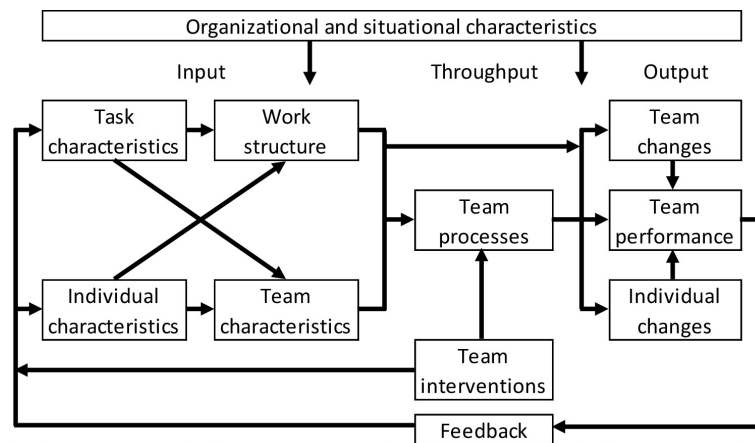 Organizational and situational characteristics
Input
Throughput
Output
Task
characteristics
Work
structure
Team
changes
Team
processes
Team
performance
Individual
characteristics
Team
characteristics
Individual
changes
Team
interventions
Feedback